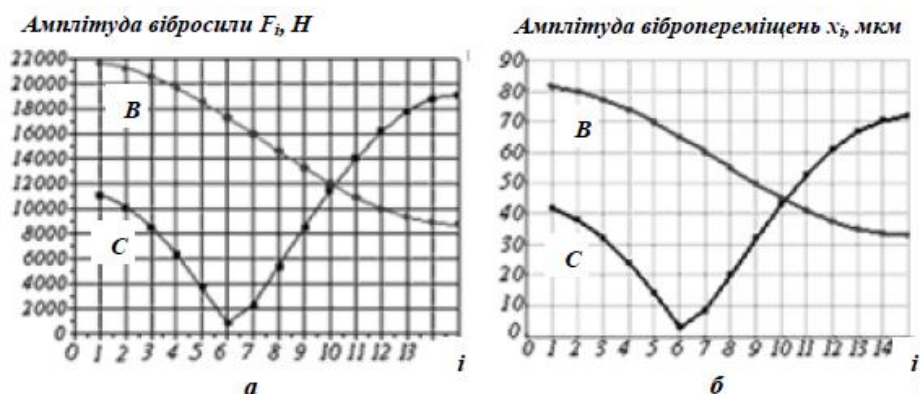 Амплітуда вібросили Fᵢ, Н
22000
20000
18000
16000
14000
12000
10000
8000
6000
4000
2000
0
B
C
0 1 2 3 4 5 6 7 8 9 10 11 12 13
i
а
Амплітуда вібропереміщень xᵢ, мкм
90
80
70
60
50
40
30
20
10
0
B
C
0 1 2 3 4 5 6 7 8 9 10 11 12 13 14
i
б